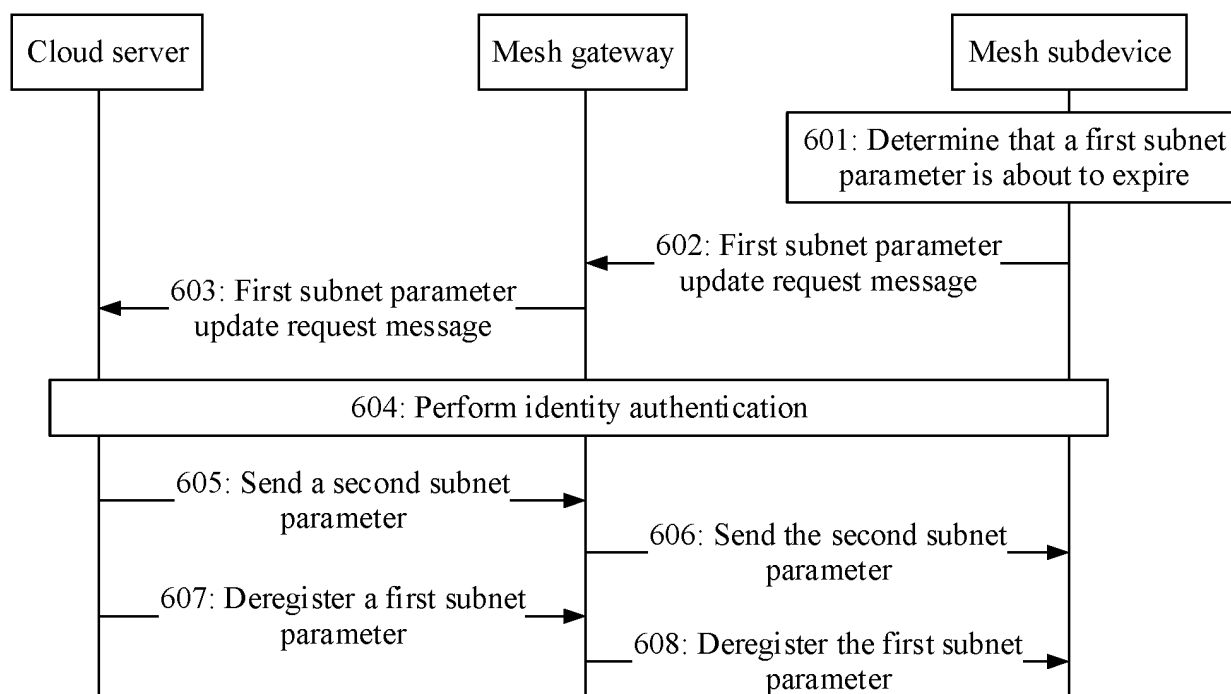 Cloud server
Mesh gateway
Mesh subdevice
601: Determine that a first subnet
parameter is about to expire
602: First subnet parameter
update request message
603: First subnet parameter
update request message
604: Perform identity authentication
605: Send a second subnet
parameter
606: Send the second subnet
parameter
607: Deregister a first subnet
parameter
608: Deregister the first subnet
parameter